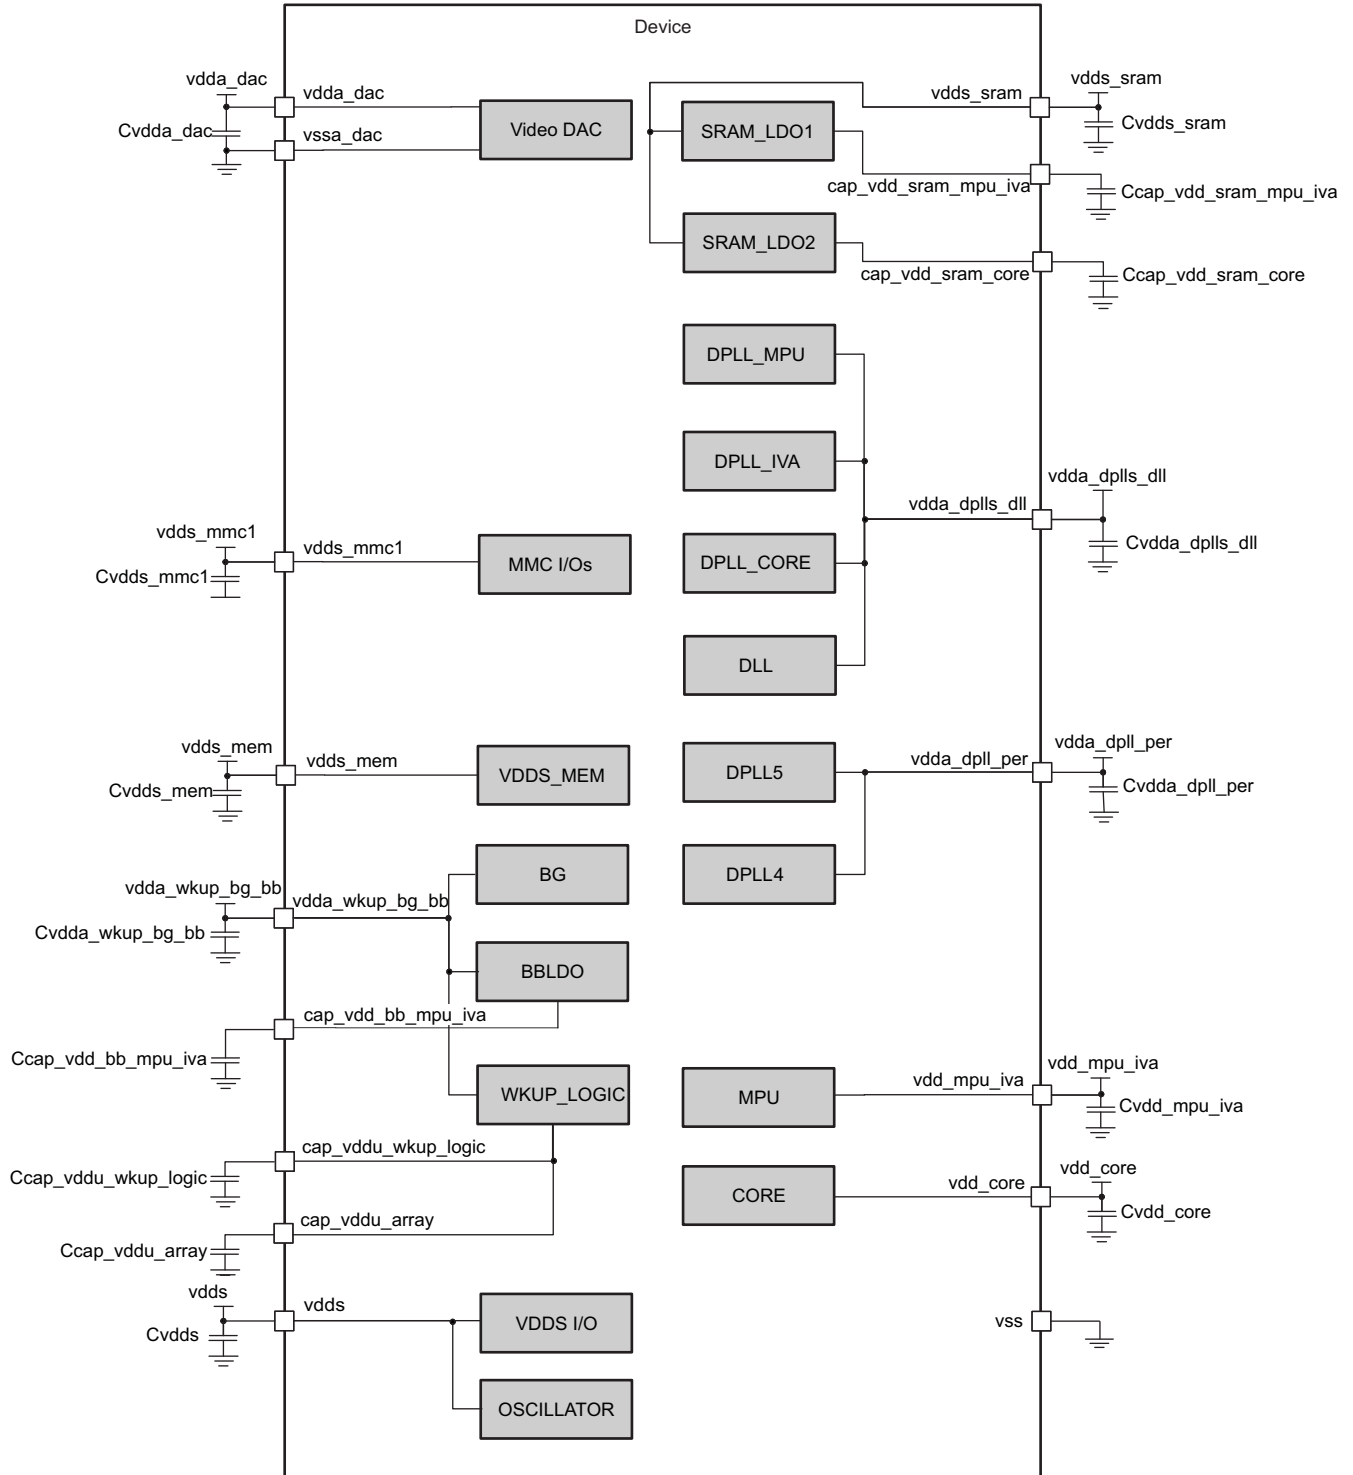 Device
vdda_dac
vdda_dac
Cvdda_dac
vssa_dac
Video DAC
vdds_sram
vdds_sram
Cvdds_sram
SRAM_LDO1
cap_vdd_sram_mpu_iva
Ccap_vdd_sram_mpu_iva
SRAM_LDO2
cap_vdd_sram_core
Ccap_vdd_sram_core
DPLL_MPU
DPLL_IVA
vdda_dplls_dll
vdda_dplls_dll
Cvdda_dplls_dll
vdds_mmc1
vdds_mmc1
Cvdds_mmc1
MMC I/Os
DPLL_CORE
DLL
vdds_mem
vdds_mem
Cvdds_mem
VDDS_MEM
DPLL5
vdda_dpll_per
vdda_dpll_per
Cvdda_dpll_per
BG
DPLL4
vdda_wkup_bg_bb
vdda_wkup_bg_bb
Cvdda_wkup_bg_bb
BBLDO
cap_vdd_bb_mpu_iva
Ccap_vdd_bb_mpu_iva
WKUP_LOGIC
MPU
vdd_mpu_iva
vdd_mpu_iva
Cvdd_mpu_iva
cap_vddu_wkup_logic
Ccap_vddu_wkup_logic
CORE
vdd_core
vdd_core
Cvdd_core
cap_vddu_array
Ccap_vddu_array
vdds
vdds
Cvdds
VDDS I/O
vss
OSCILLATOR